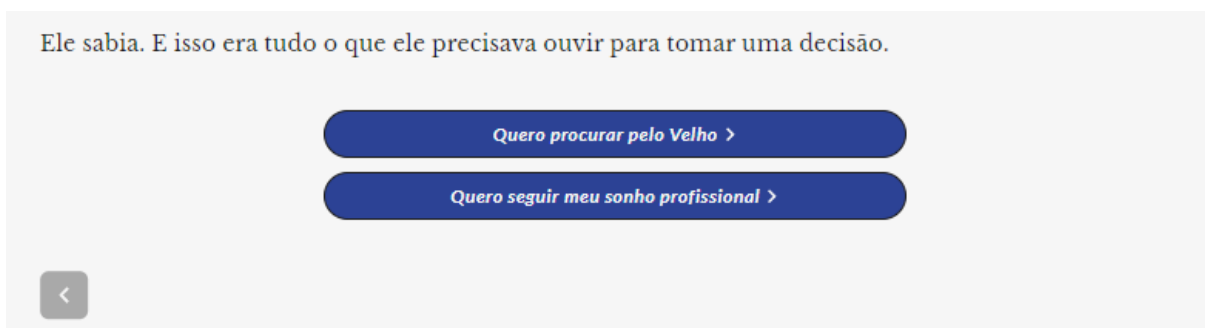 Ele sabia. E isso era tudo o que ele precisava ouvir para tomar uma decisão.
Quero procurar pelo Velho >
Quero seguir meu sonho profissional >
<